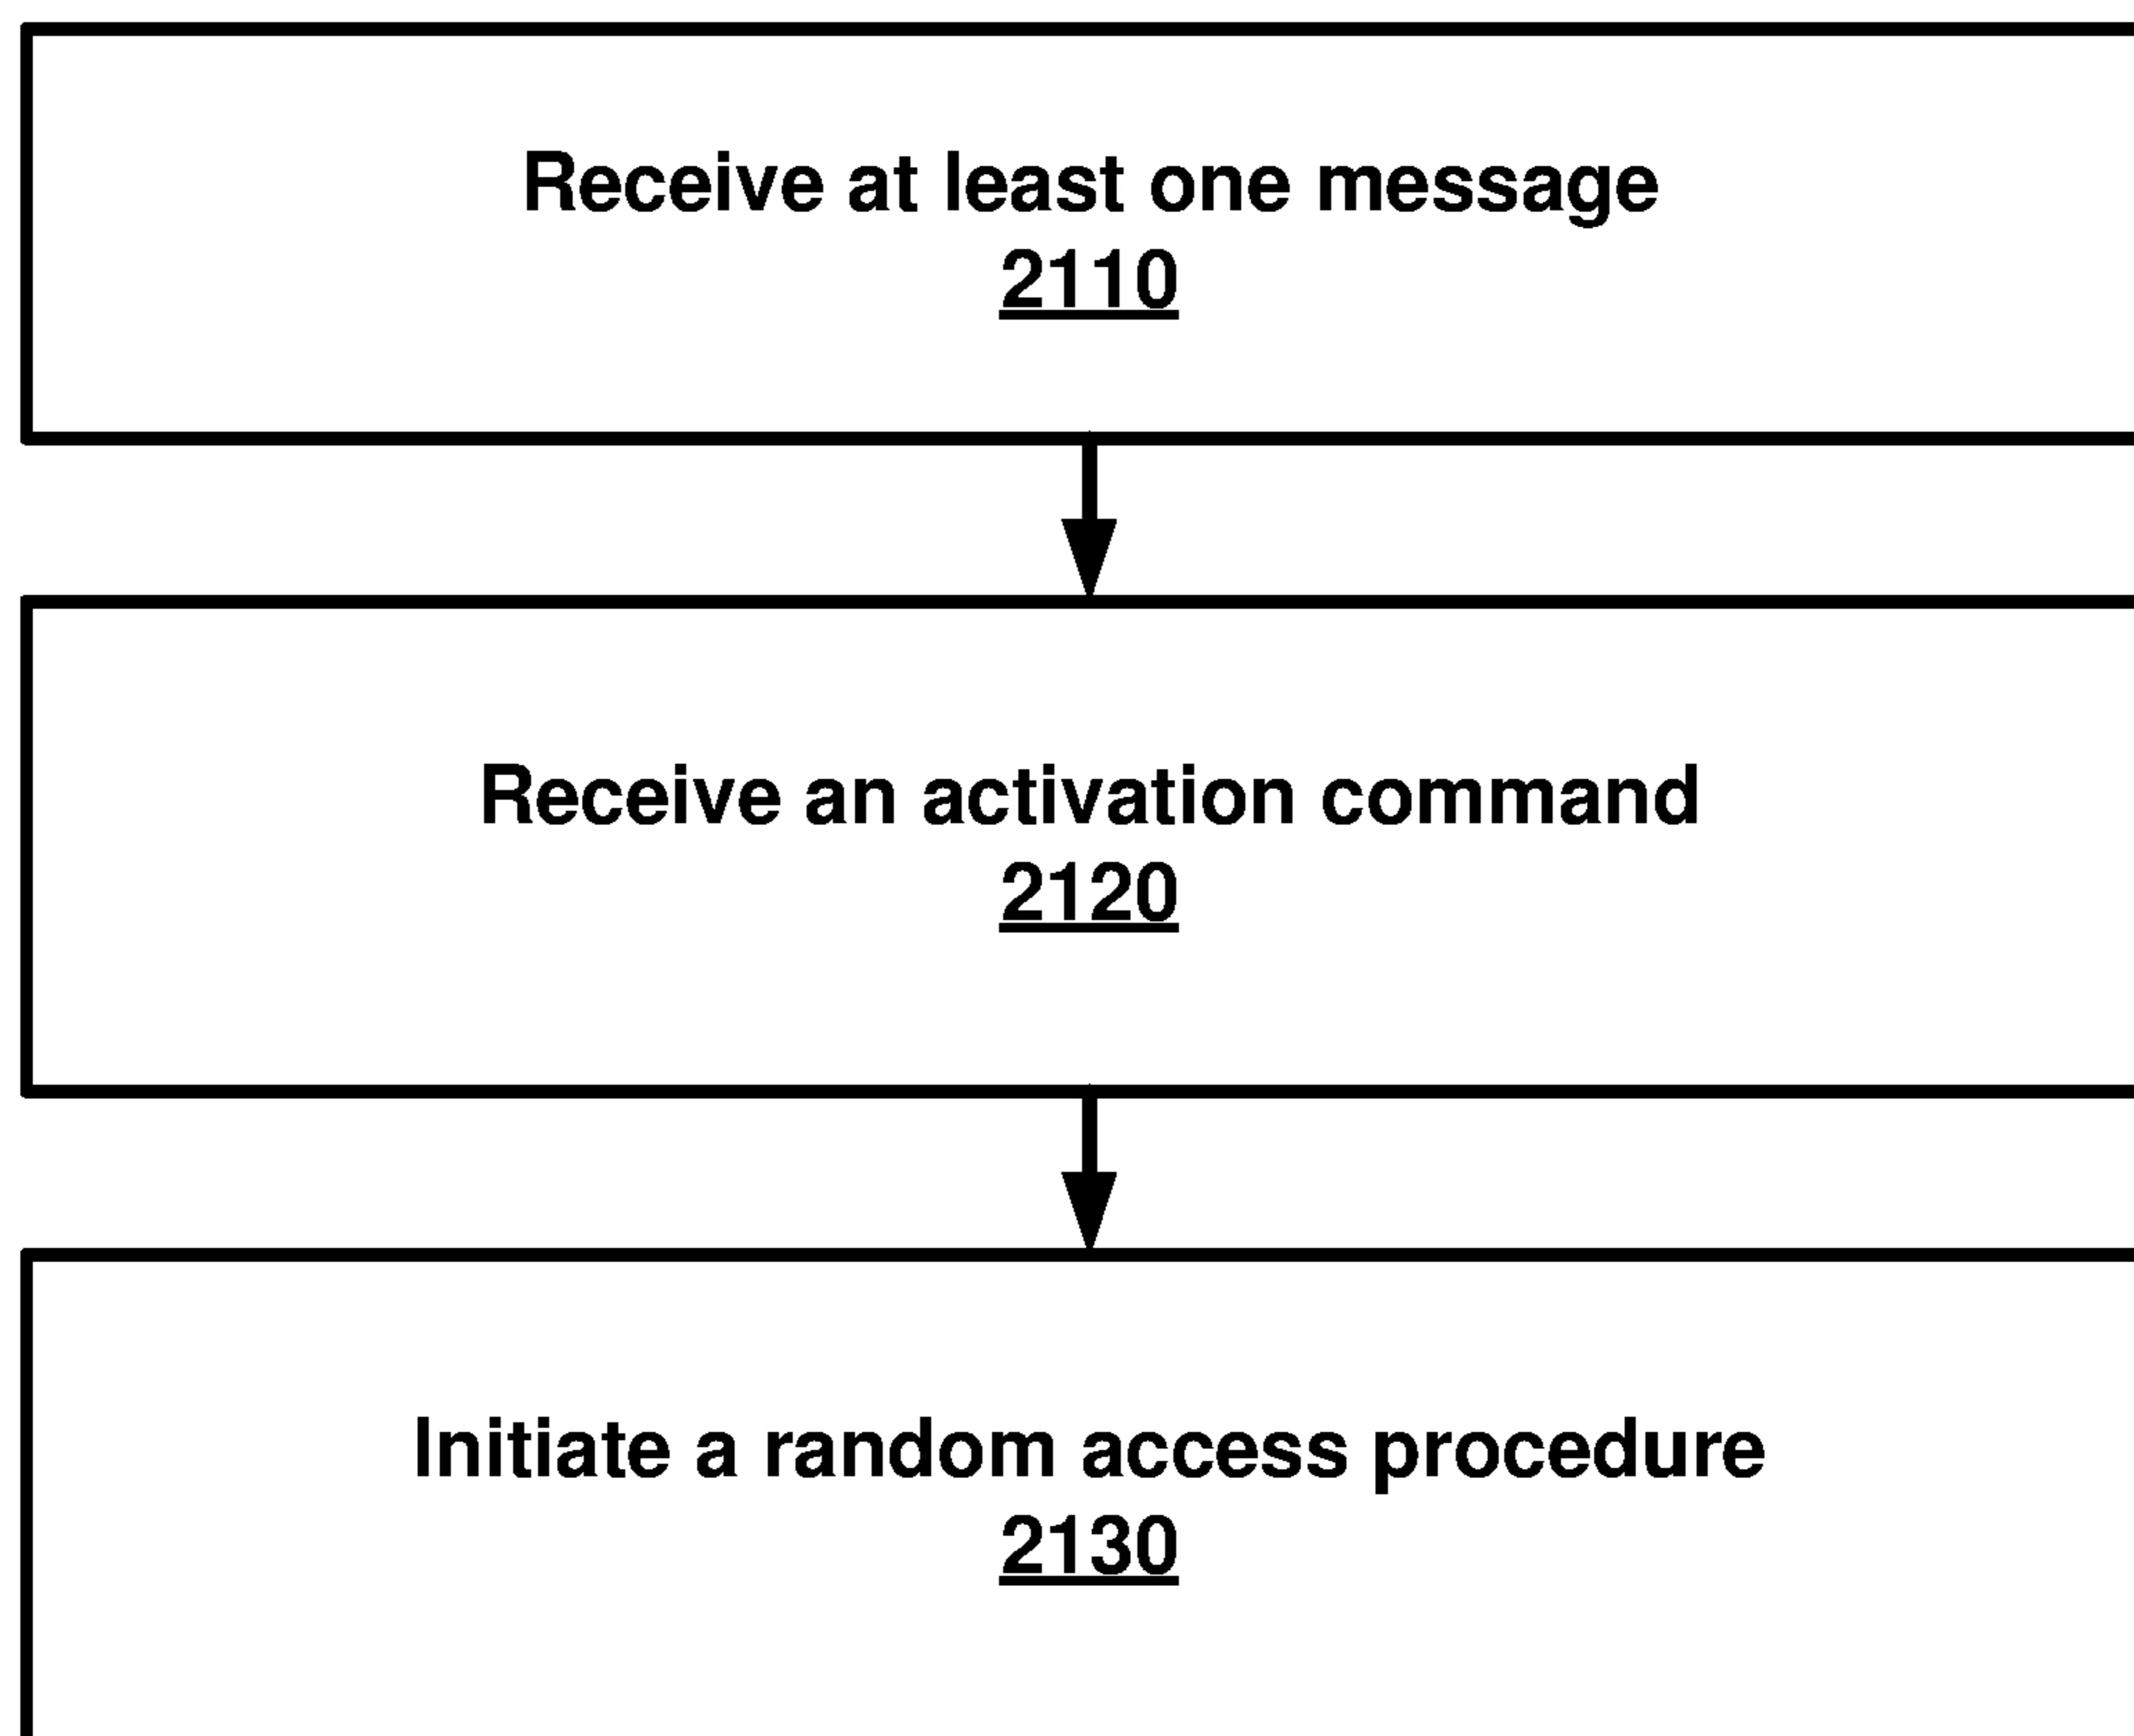 Receive at least one message
2110
Receive an activation command
2120
Initiate a random access procedure
2130